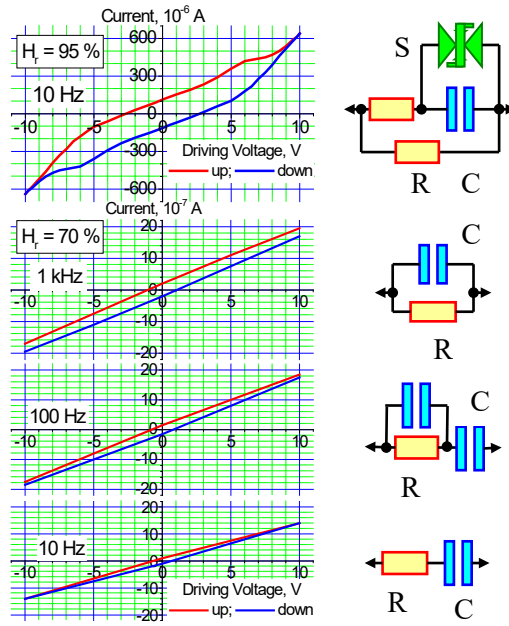 Current, 10⁻⁶ A
600
H_r = 95 %
300
10 Hz
-10
-5
0
5
10
-300
Driving Voltage, V
-600
up; down
S
R
C
Current, 10⁻⁷ A
20
H_r = 70 %
10
1 kHz
-10
-5
0
5
10
-10
-20
C
R
20
10
100 Hz
-10
-5
0
5
10
-10
-20
C
R
20
10
10 Hz
-10
-5
0
5
10
-10
Driving Voltage, V
-20
up; down
R
C